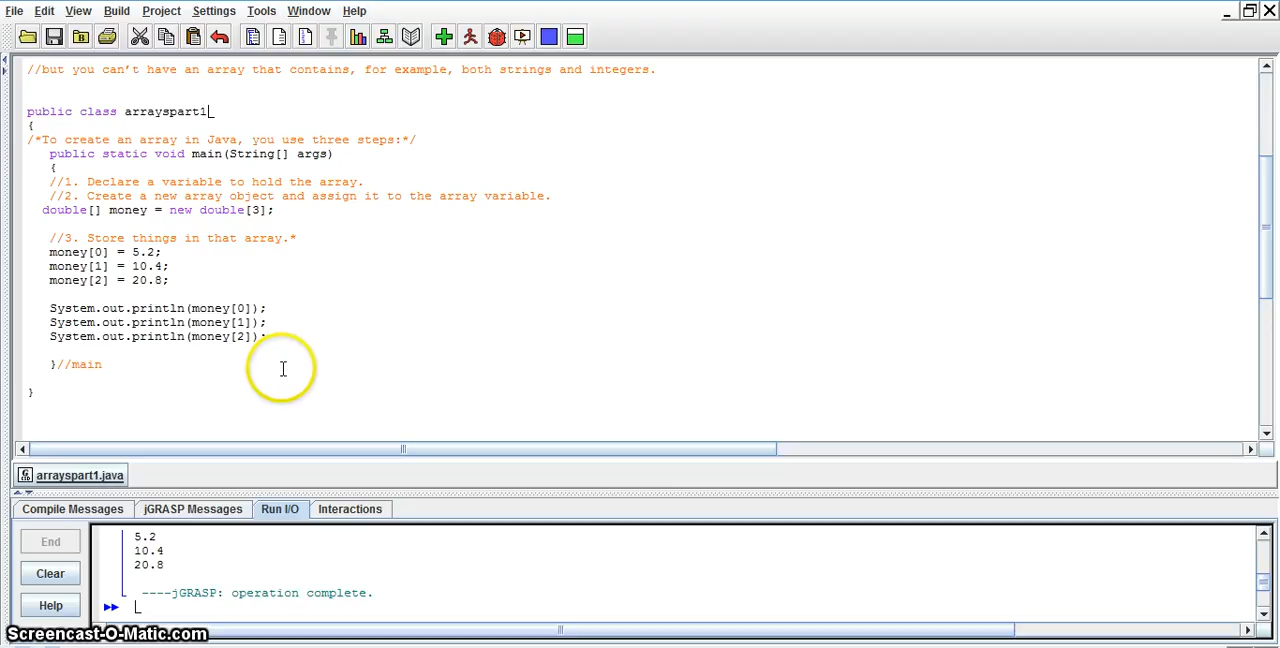 File Edit View Build Project Settings Tools Window Help
//but you can't have an array that contains, for example, both strings and integers.
public class arrayspart1
{
/*To create an array in Java, you use three steps:*/
public static void main(String[] args)
{
//1. Declare a variable to hold the array.
//2. Create a new array object and assign it to the array variable.
double[] money = new double[3];
//3. Store things in that array.*
money[0] = 5.2;
money[1] = 10.4;
money[2] = 20.8;
System.out.println(money[0]);
System.out.println(money[1]);
System.out.println(money[2]);
}//main
}
arrayspart1.java
Compile Messages jGRASP Messages Run I/O Interactions
End
Clear
Help
5.2
10.4
20.8
----jGRASP: operation complete.
Screencast-O-Matic.com